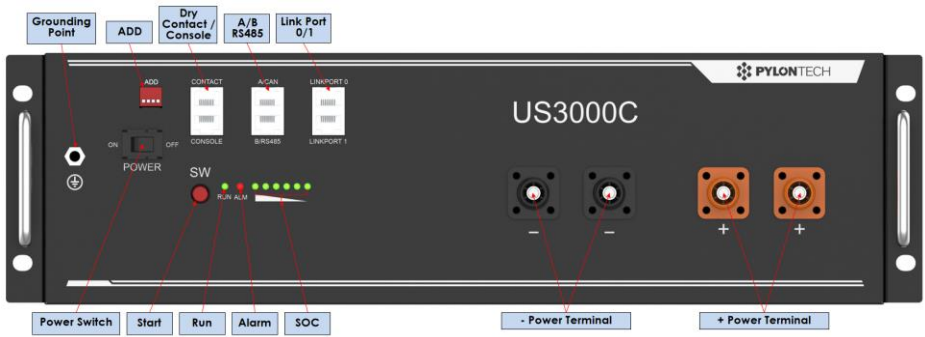 Grounding
Point
ADD
Dry
Contact /
Console
A/B
RS485
Link Port
0/1
PYLONTECH
ADD
CONTACT
A/CAN
LINKPORT 0
US3000C
ON
OFF
POWER
CONSOLE
B/RS485
LINKPORT 1
SW
RUN
ALM
−
−
+
+
Power Switch
Start
Run
Alarm
SOC
- Power Terminal
+ Power Terminal